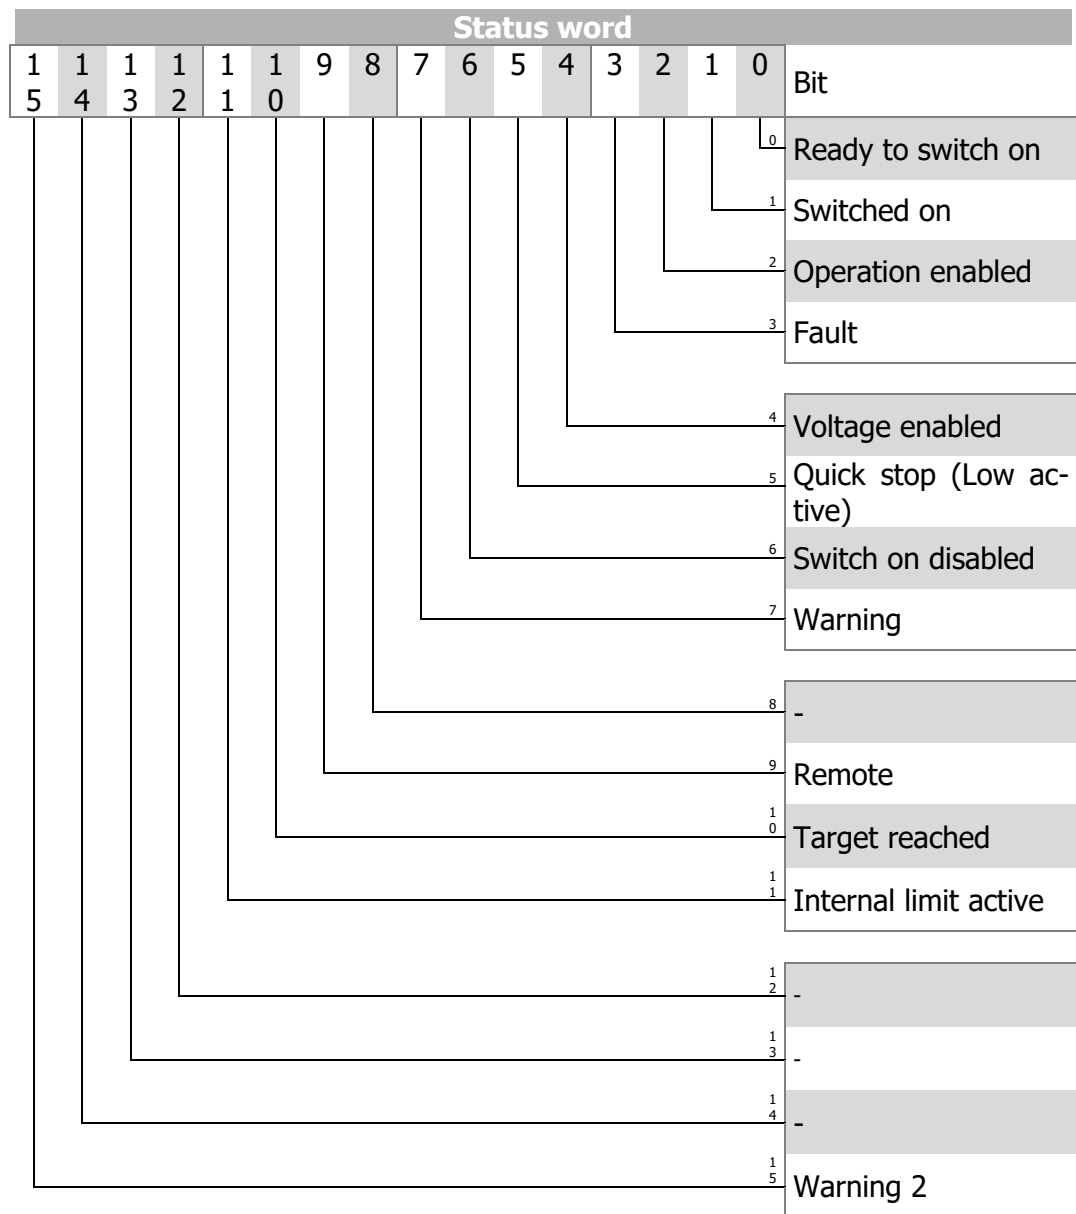 Status word
1 1 1 1 1 1 9 8 7 6 5 4 3 2 1 0 Bit
5 4 3 2 1 0
0 Ready to switch on
1 Switched on
2 Operation enabled
3 Fault
4 Voltage enabled
5 Quick stop (Low ac-
tive)
6 Switch on disabled
7 Warning
8 -
9 Remote
1
0 Target reached
1
1 Internal limit active
1
2 -
1
3 -
1
4 -
1
5 Warning 2